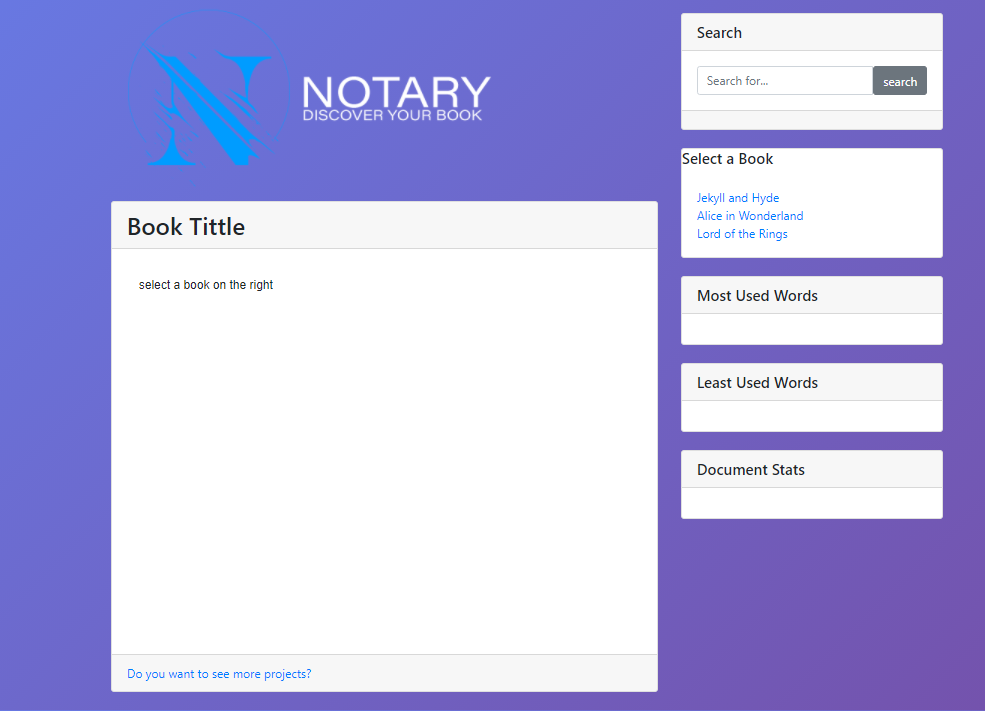 NOTARY
DISCOVER YOUR BOOK
Book Tittle
select a book on the right
Do you want to see more projects?
Search
Search for... search
Select a Book
Jekyll and Hyde
Alice in Wonderland
Lord of the Rings
Most Used Words
Least Used Words
Document Stats